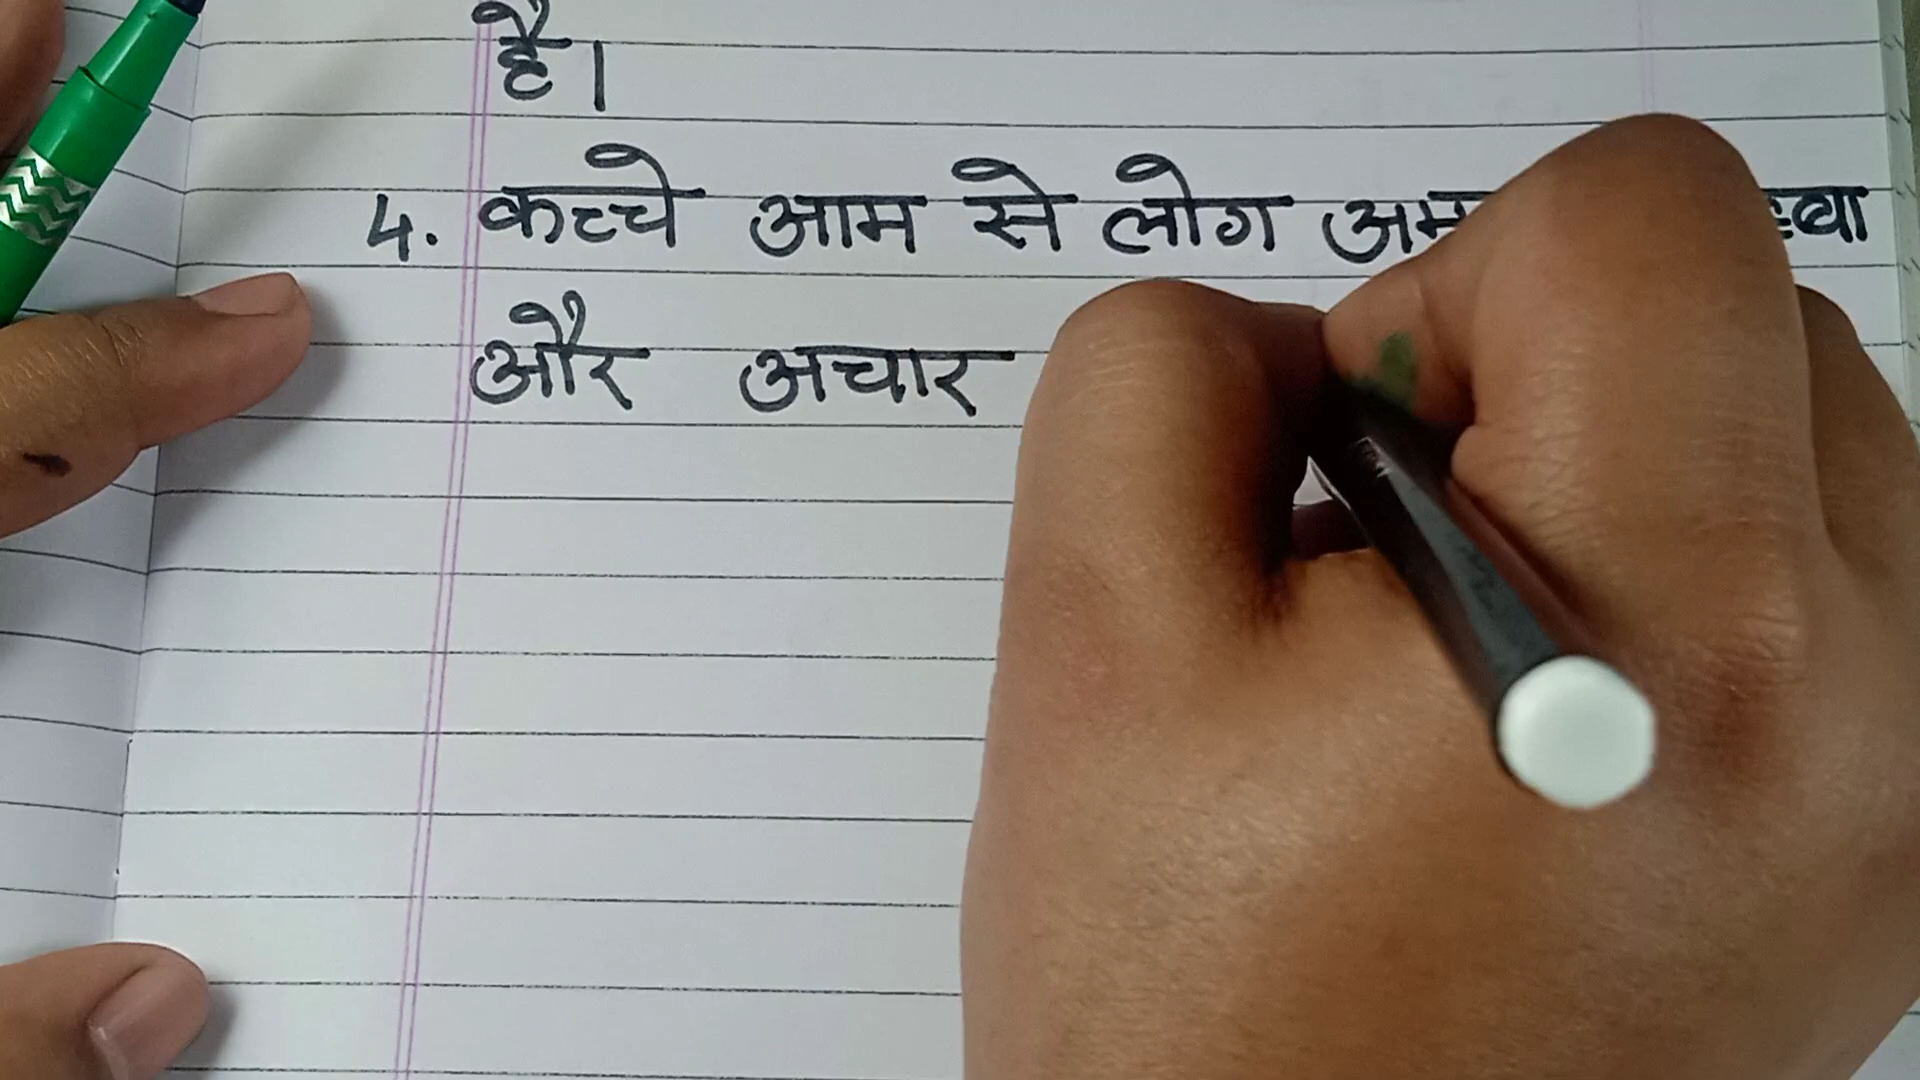 है।
4. कच्चे आम से लोग
और अचार